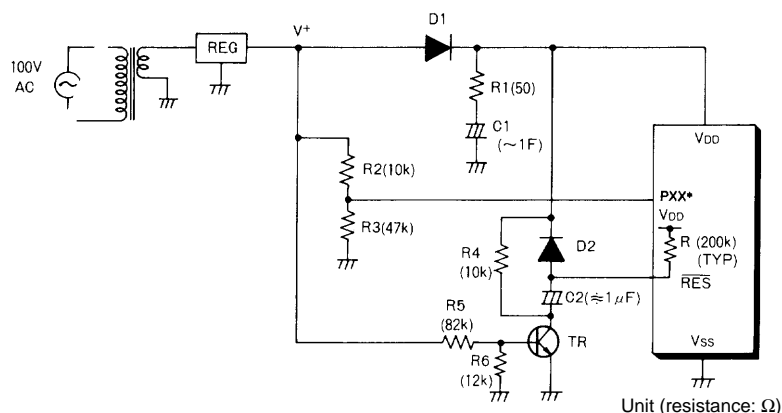 D1
V+
REG
100V
AC
R1(50)
C1
(~1F)
VDD
R2(10k)
PXX*
VDD
R3(47k)
R4
(10k)
D2
R (200k)
(TYP)
RES
C2(≒1μF)
R5
(82k)
TR
R6
(12k)
VSS
Unit (resistance: Ω)